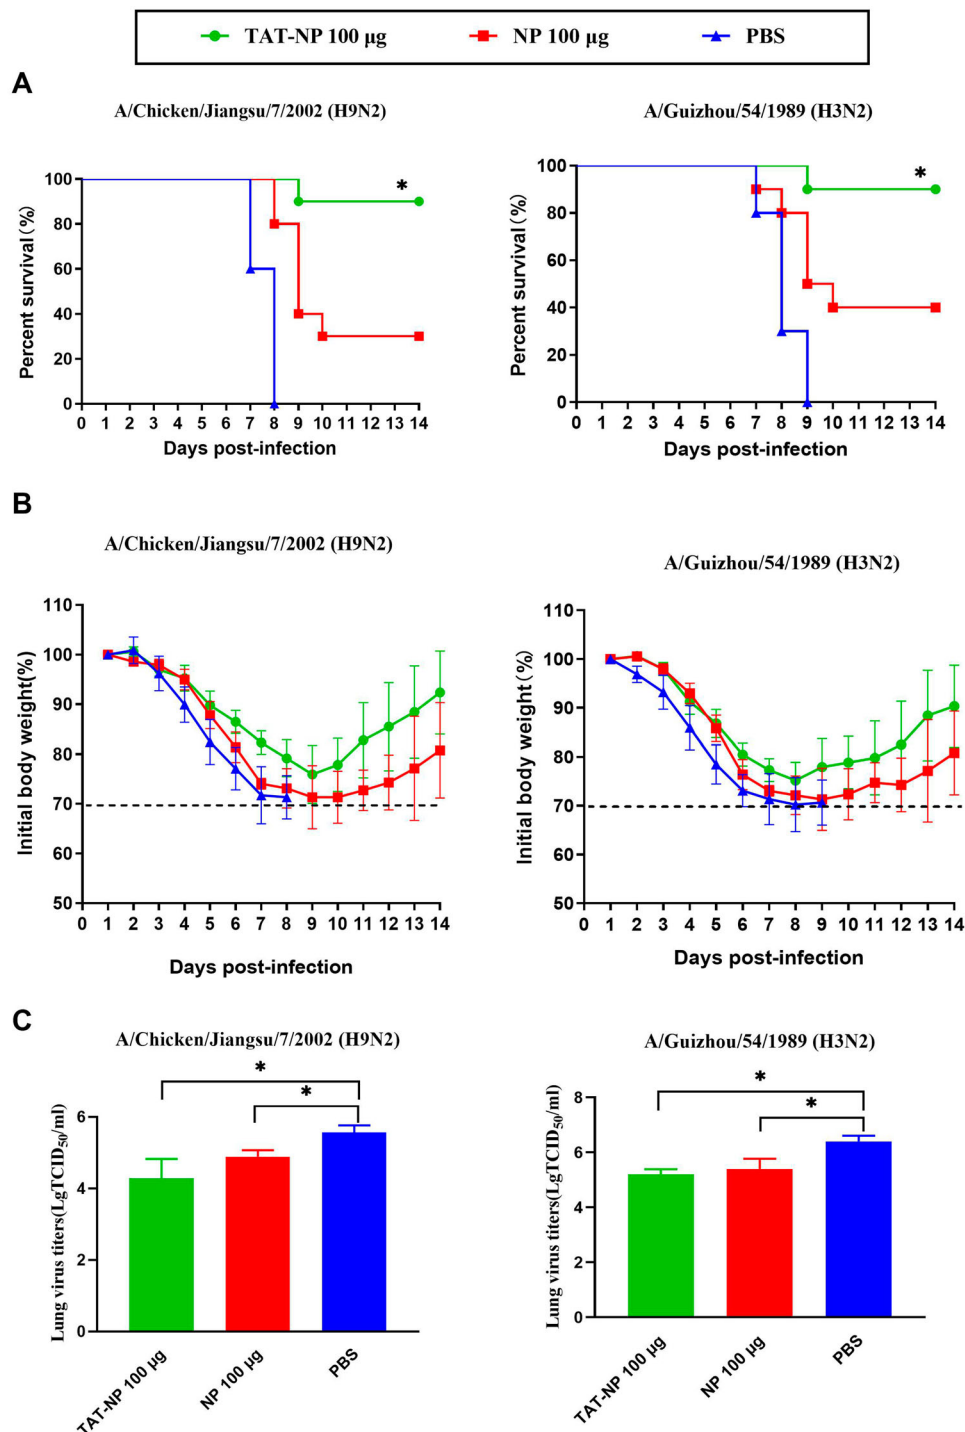 TAT-NP 100 μg NP 100 μg PBS
A
A/Chicken/Jiangsu/7/2002 (H9N2)
Percent survival(%)
100
80
60
40
20
0
0 1 2 3 4 5 6 7 8 9 10 11 12 13 14
Days post-infection
A/Guizhou/54/1989 (H3N2)
*
Percent survival(%)
100
80
60
40
20
0
0 1 2 3 4 5 6 7 8 9 10 11 12 13 14
Days post-infection
*
B
A/Chicken/Jiangsu/7/2002 (H9N2)
Initial body weight(%)
110
100
90
80
70
60
50
0 1 2 3 4 5 6 7 8 9 10 11 12 13 14
Days post-infection
A/Guizhou/54/1989 (H3N2)
Initial body weight(%)
110
100
90
80
70
60
50
0 1 2 3 4 5 6 7 8 9 10 11 12 13 14
Days post-infection
C
A/Chicken/Jiangsu/7/2002 (H9N2)
*
*
Lung virus titers(LgTCID50/ml)
6
4
2
0
TAT-NP 100 μg
NP 100 μg
PBS
A/Guizhou/54/1989 (H3N2)
*
*
Lung virus titers(LgTCID50/ml)
8
6
4
2
0
TAT-NP 100 μg
NP 100 μg
PBS